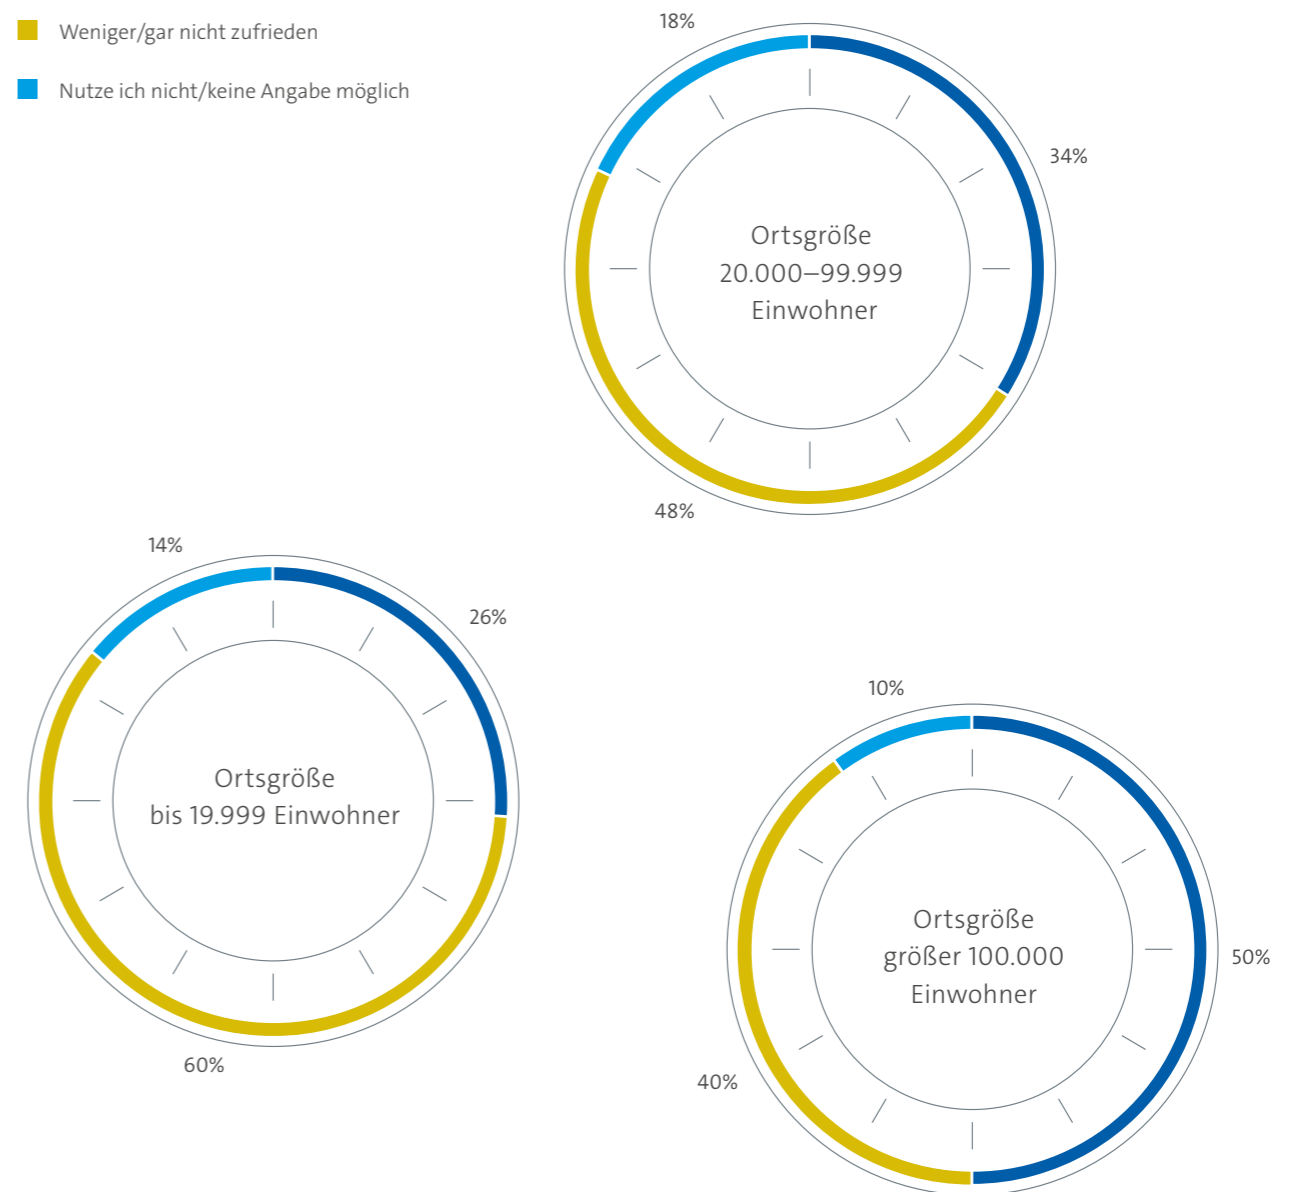 Weniger/gar nicht zufrieden
Nutze ich nicht/keine Angabe möglich
18%
34%
Ortsgröße
20.000–99.999
Einwohner
48%
14%
26%
Ortsgröße
bis 19.999 Einwohner
60%
10%
Ortsgröße
größer 100.000
Einwohner
50%
40%